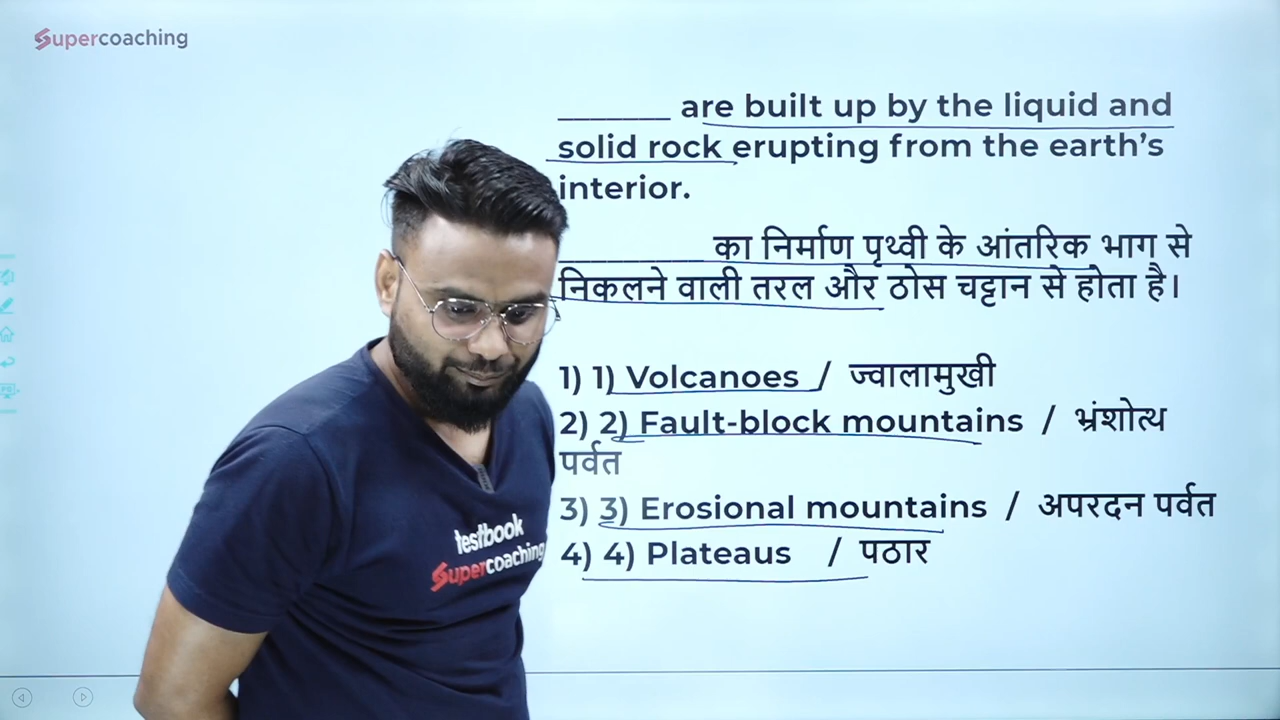 Supercoaching
_______ are built up by the liquid and
solid rock erupting from the earth's
interior.
_________ का निर्माण पृथ्वी के आंतरिक भाग से
निकलने वाली तरल और ठोस चट्टान से होता है।
1) 1) Volcanoes / ज्वालामुखी
2) 2) Fault-block mountains / भ्रंशोत्थ
पर्वत
3) 3) Erosional mountains / अपरदन पर्वत
4) 4) Plateaus / पठार
testbook
Supercoaching